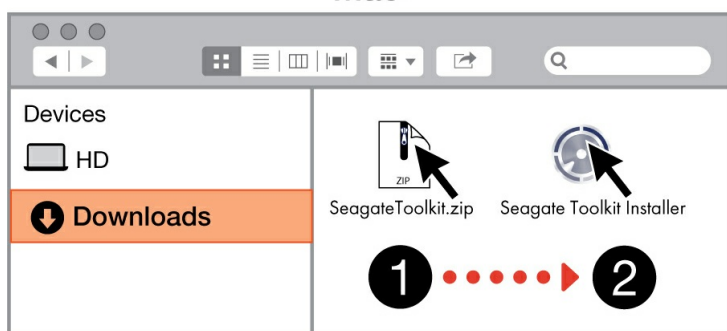 Devices
HD
Downloads
ZIP
SeagateToolkit.zip
Seagate Toolkit Installer
1
2